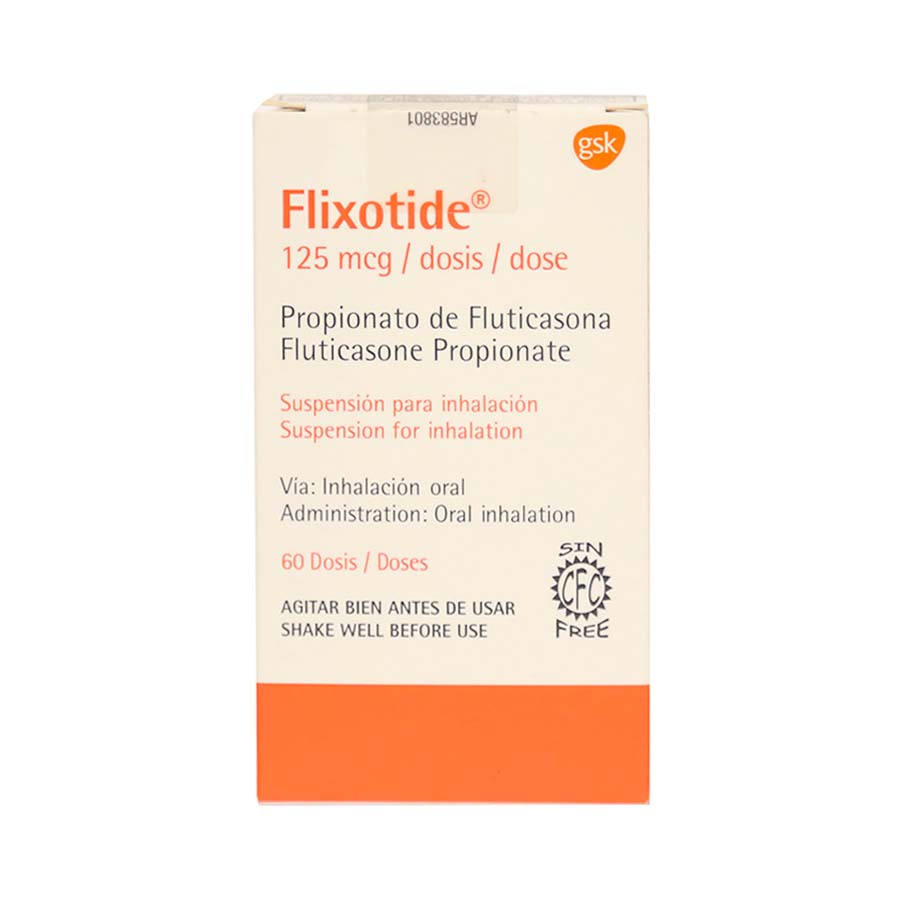 AR583801
gsk
Flixotide®
125 mcg / dosis / dose
Propionato de Fluticasona
Fluticasone Propionate
Suspensión para inhalación
Suspension for inhalation
Vía: Inhalación oral
Administration: Oral inhalation
60 Dosis / Doses
SIN
CFC
FREE
AGITAR BIEN ANTES DE USAR
SHAKE WELL BEFORE USE